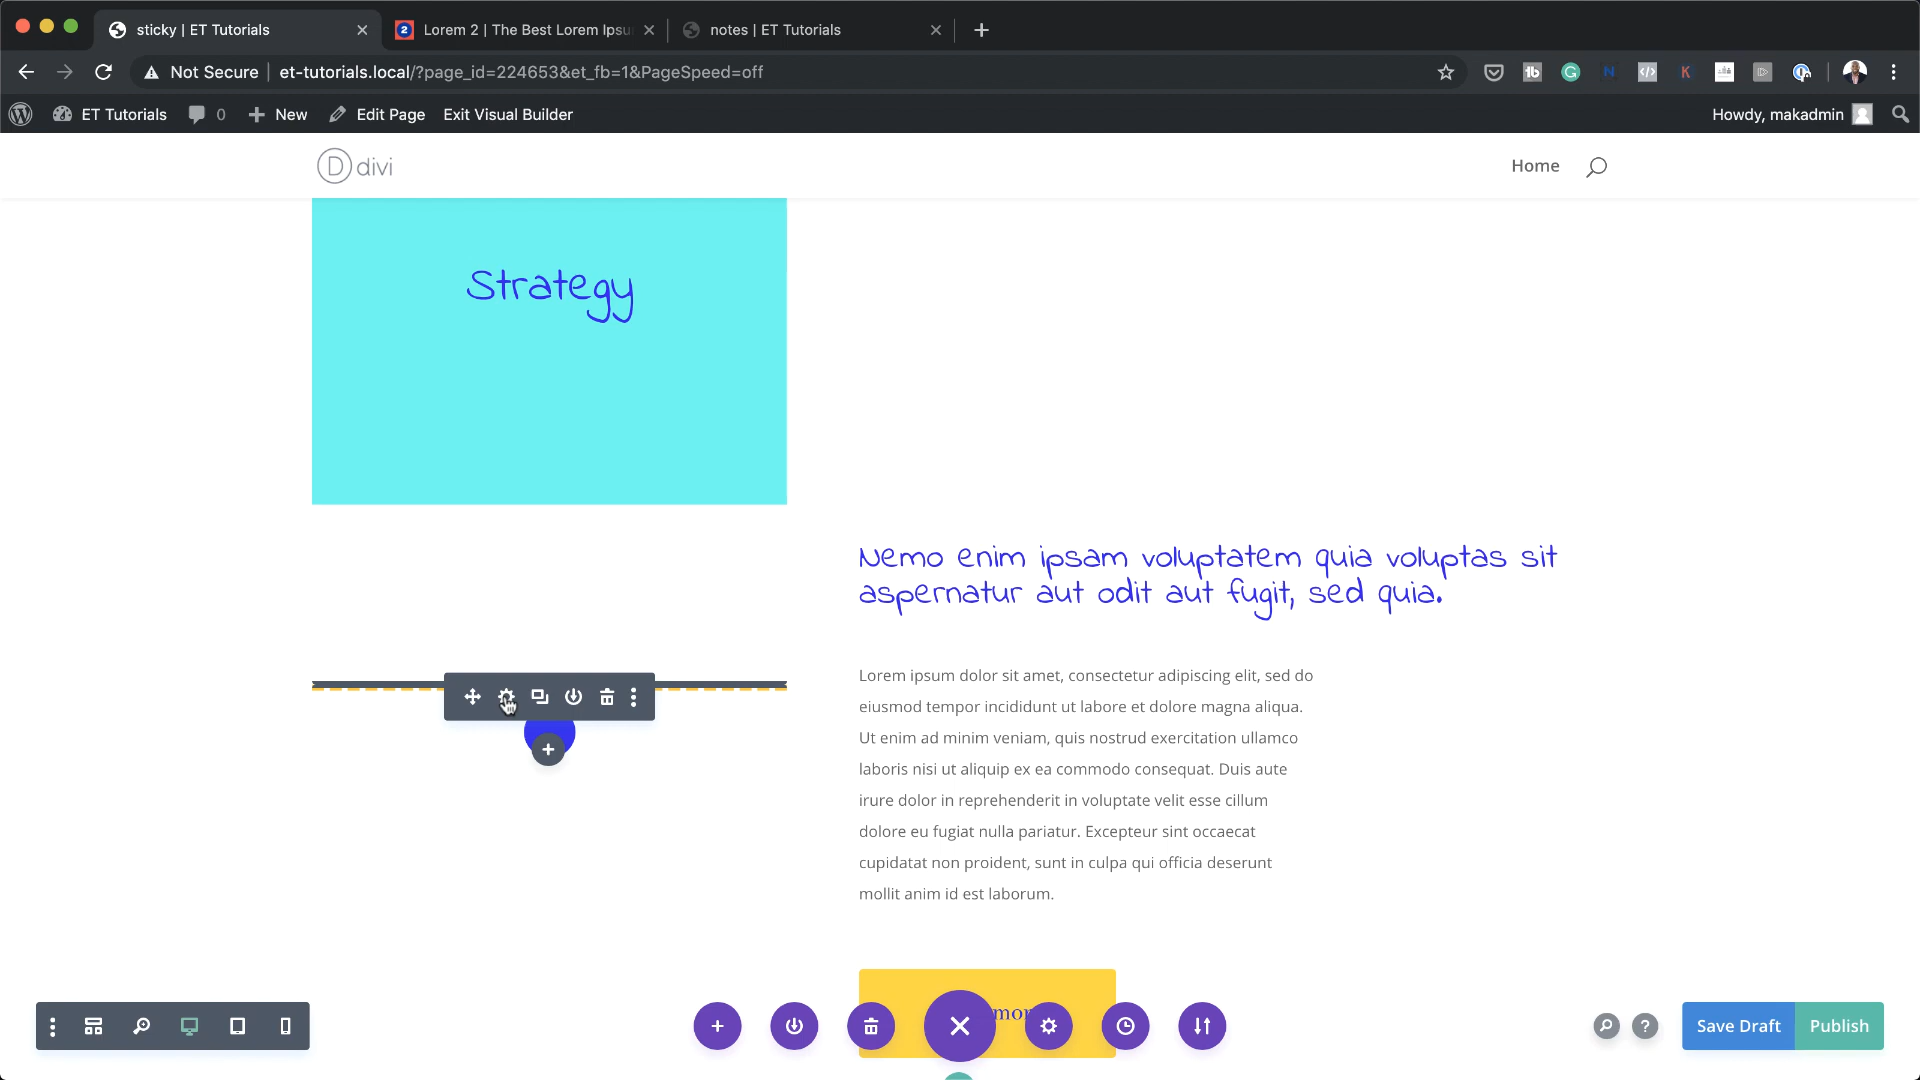 sticky | ET Tutorials
2
Lorem 2 | The Best Lorem Ipsu
notes | ET Tutorials
Not Secure
et-tutorials.local/?page_id=224653&et_fb=1&PageSpeed=off
ET Tutorials
0
New
Edit Page
Exit Visual Builder
Howdy, makadmin
D divi
Home
Strategy
Nemo enim ipsam voluptatem quia voluptas sit
aspernatur aut odit aut fugit, sed quia.
Lorem ipsum dolor sit amet, consectetur adipiscing elit, sed do
eiusmod tempor incididunt ut labore et dolore magna aliqua.
Ut enim ad minim veniam, quis nostrud exercitation ullamco
laboris nisi ut aliquip ex ea commodo consequat. Duis aute
irure dolor in reprehenderit in voluptate velit esse cillum
dolore eu fugiat nulla pariatur. Excepteur sint occaecat
cupidatat non proident, sunt in culpa qui officia deserunt
mollit anim id est laborum.
?
Save Draft
Publish